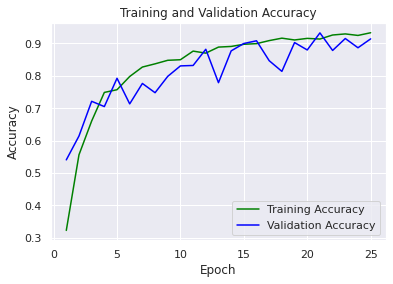 Training and Validation Accuracy
0.9
0.8
0.7
0.6
0.5
0.4
0.3
Accuracy
Training Accuracy
Validation Accuracy
0 5 10 15 20 25
Epoch